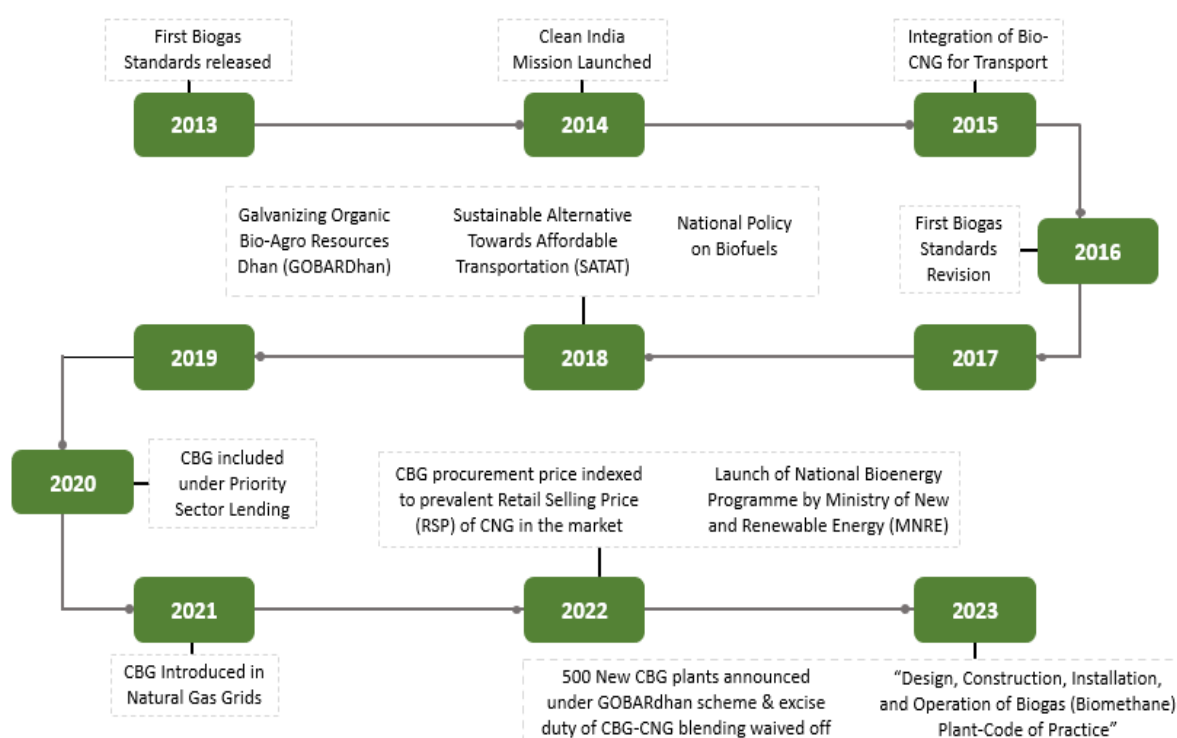 First Biogas
Standards released
Clean India
Mission Launched
Integration of Bio-
CNG for Transport
2013
2014
2015
Galvanizing Organic
Bio-Agro Resources
Dhan (GOBARDhan)
Sustainable Alternative
Towards Affordable
Transportation (SATAT)
National Policy
on Biofuels
First Biogas
Standards
Revision
2016
2019
2018
2017
2020
CBG included
under Priority
Sector Lending
CBG procurement price indexed
to prevalent Retail Selling Price
(RSP) of CNG in the market
Launch of National Bioenergy
Programme by Ministry of New
and Renewable Energy (MNRE)
2021
2022
2023
CBG Introduced in
Natural Gas Grids
500 New CBG plants announced
under GOBARdhan scheme & excise
duty of CBG-CNG blending waived off
“Design, Construction, Installation,
and Operation of Biogas (Biomethane)
Plant-Code of Practice”